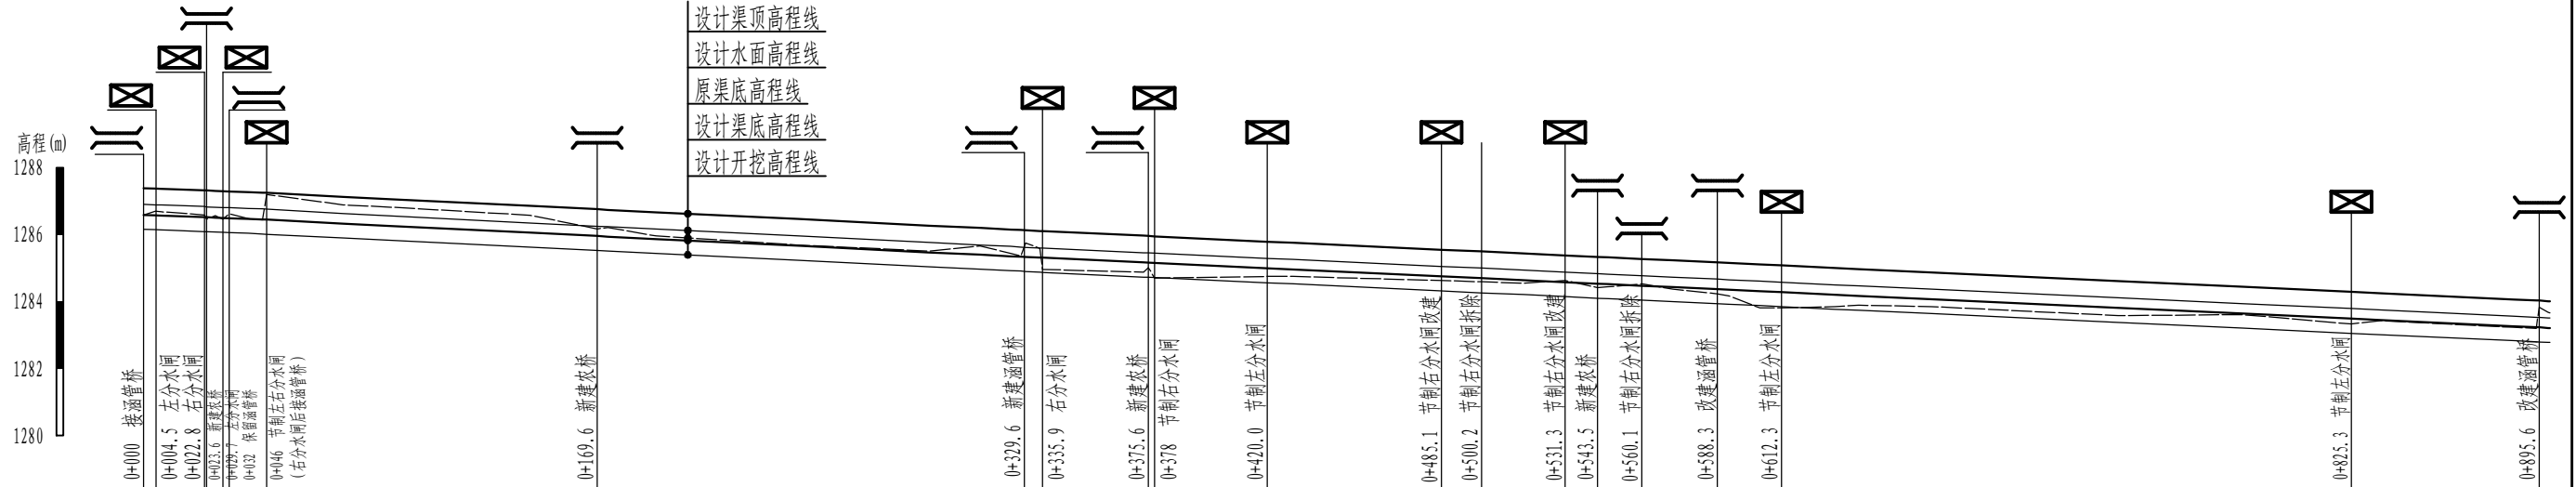 设计渠顶高程线
设计水面高程线
原渠底高程线
设计渠底高程线
设计开挖高程线
高程(m)
1288
1286
1284
1282
1280
0+000 接涵管桥
0+004.5 左分水闸
0+022.8 右分水闸
0+023.6 新建农桥
0+029.7 左分水闸
0+032 保留涵管桥
0+046 节制左右分水闸
(右分水闸后接涵管桥)
0+169.6 新建农桥
0+329.6 新建涵管桥
0+335.9 右分水闸
0+375.6 新建农桥
0+378 节制右分水闸
0+420.0 节制左分水闸
0+485.1 节制右分水闸改建
0+500.2 节制右分水闸拆除
0+531.3 节制右分水闸改建
0+543.5 新建农桥
0+560.1 节制右分水闸拆除
0+588.3 改建涵管桥
0+612.3 节制左分水闸
0+825.3 节制左分水闸
0+895.6 改建涵管桥